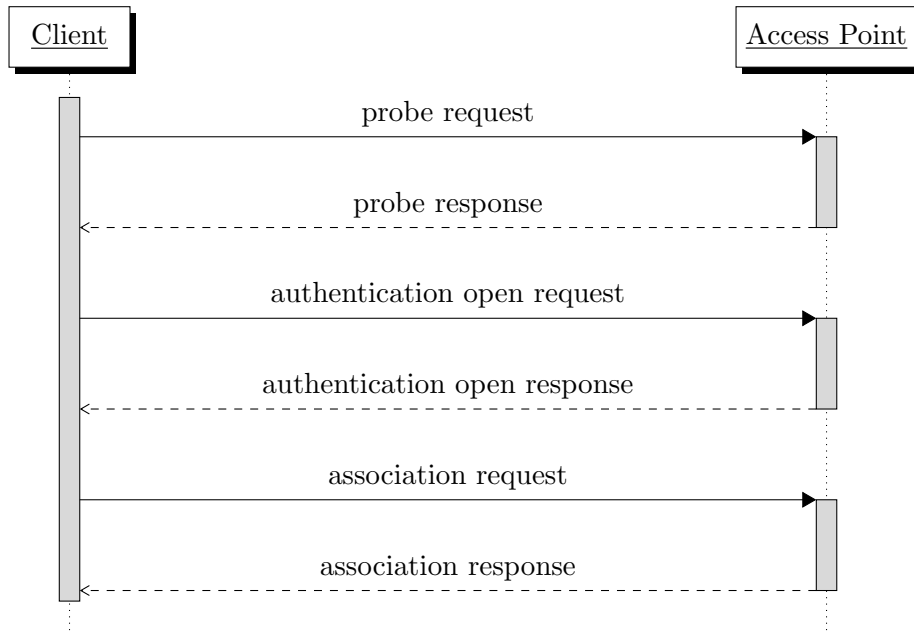 Client
Access Point
probe request
probe response
authentication open request
authentication open response
association request
association response